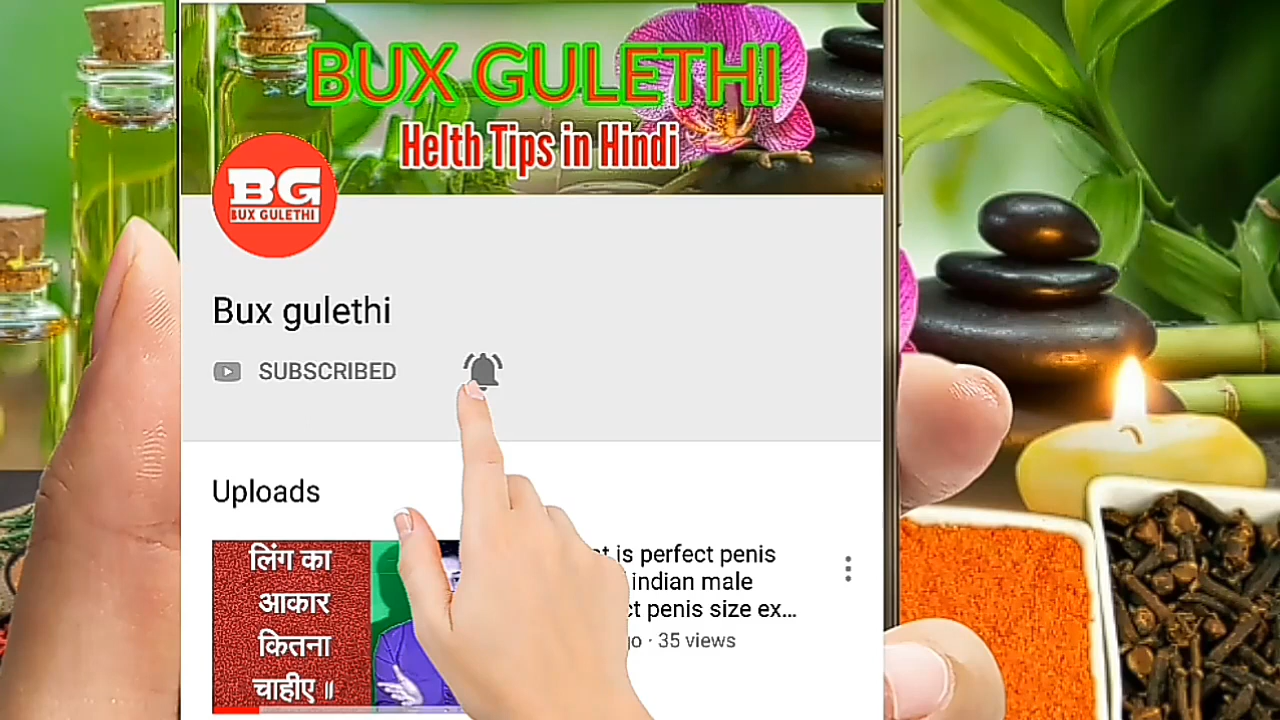 BUX GULETHI
Helth Tips in Hindi
BG
BUX GULETHI
Bux gulethi
SUBSCRIBED
Uploads
लिंग का
आकार
कितना
चाहीए ॥
is perfect penis
indian male
penis size ex...
· 35 views